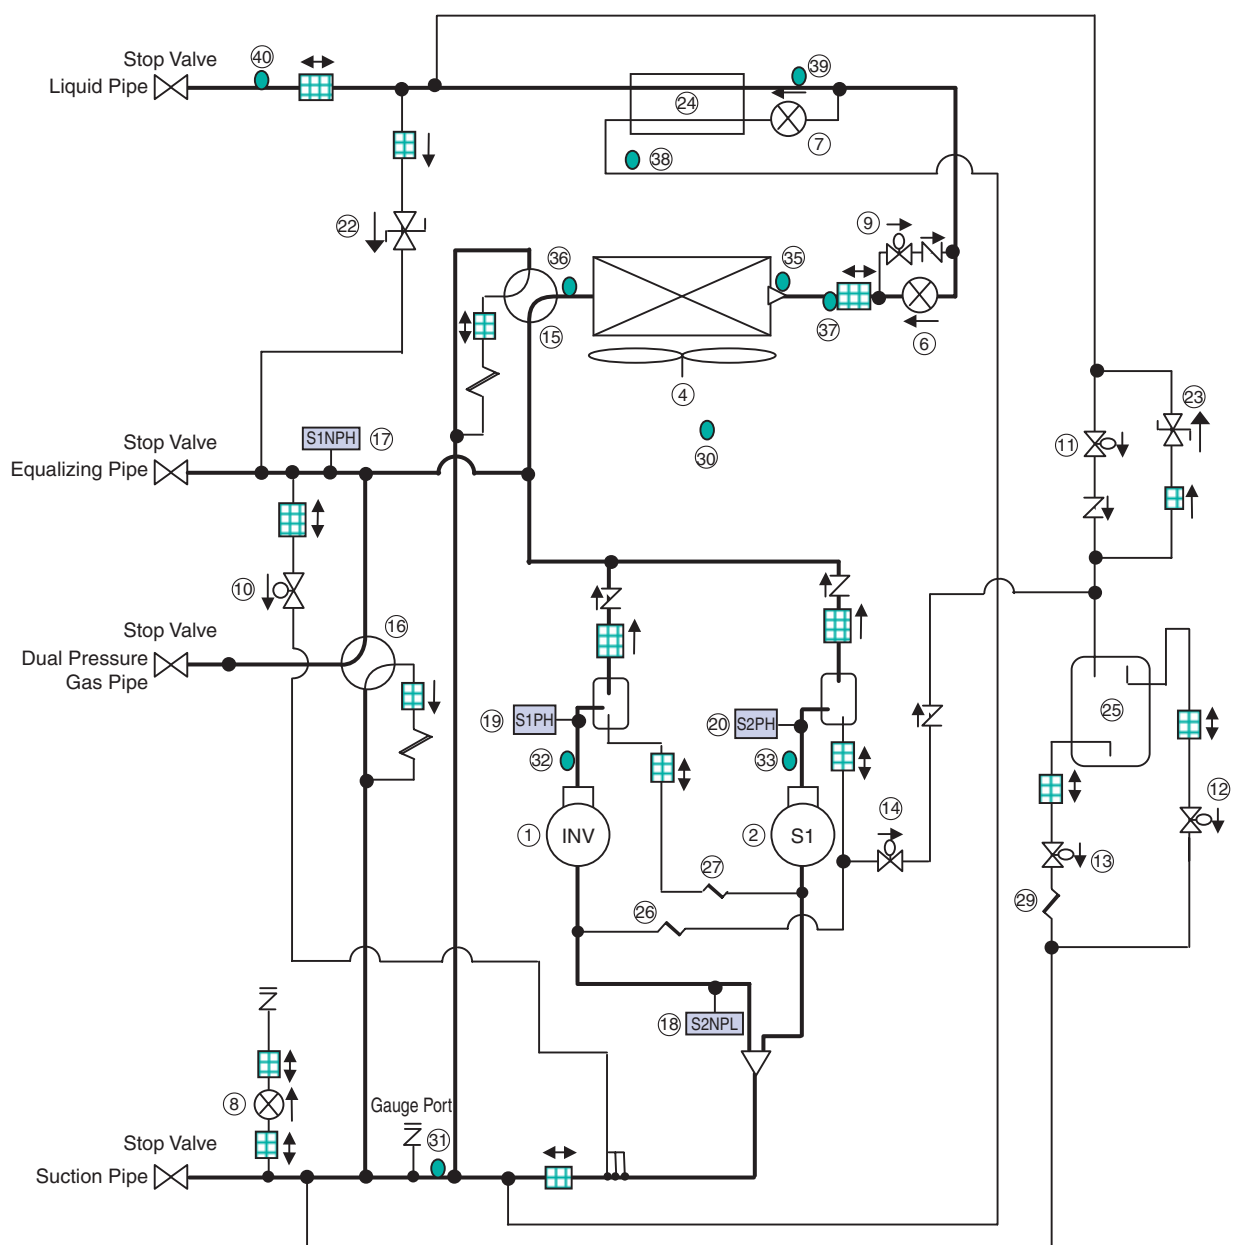 Stop Valve
40
39
Liquid Pipe
24
7
38
22
9
36
35
37
15
6
4
23
S1NPH
17
Stop Valve
11
30
Equalizing Pipe
10
16
Stop Valve
Dual Pressure
Gas Pipe
19
S1PH
20
S2PH
25
32
33
12
14
1
INV
2
S1
13
27
29
26
18
S2NPL
8
Gauge Port
31
Stop Valve
Suction Pipe